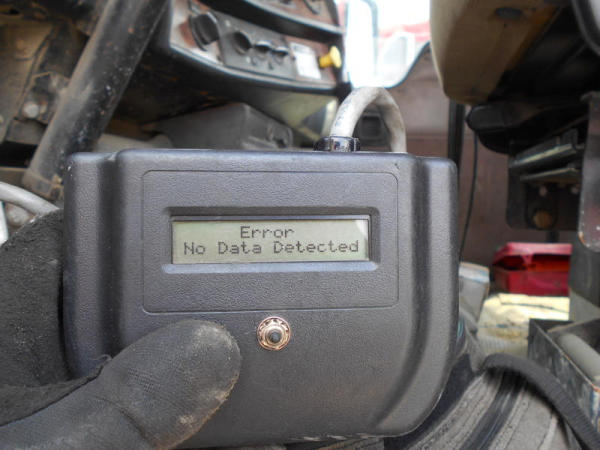 Error
No Data Detected